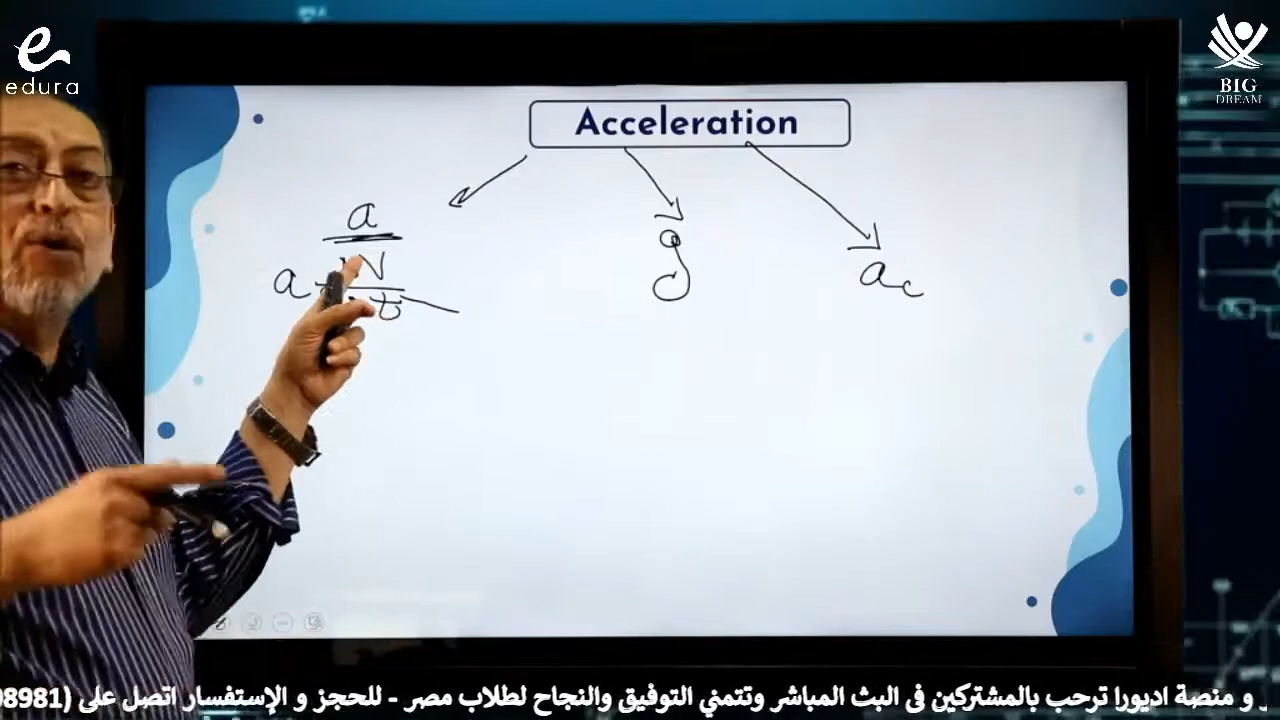 edura
BIG
DREAM
Acceleration
a
g
a_c
a
V
t
و منصة اديورا ترحب بالمشتركين فى البث المباشر وتتمني التوفيق والنجاح لطلاب مصر - للحجز و الإستفسار اتصل على (98981